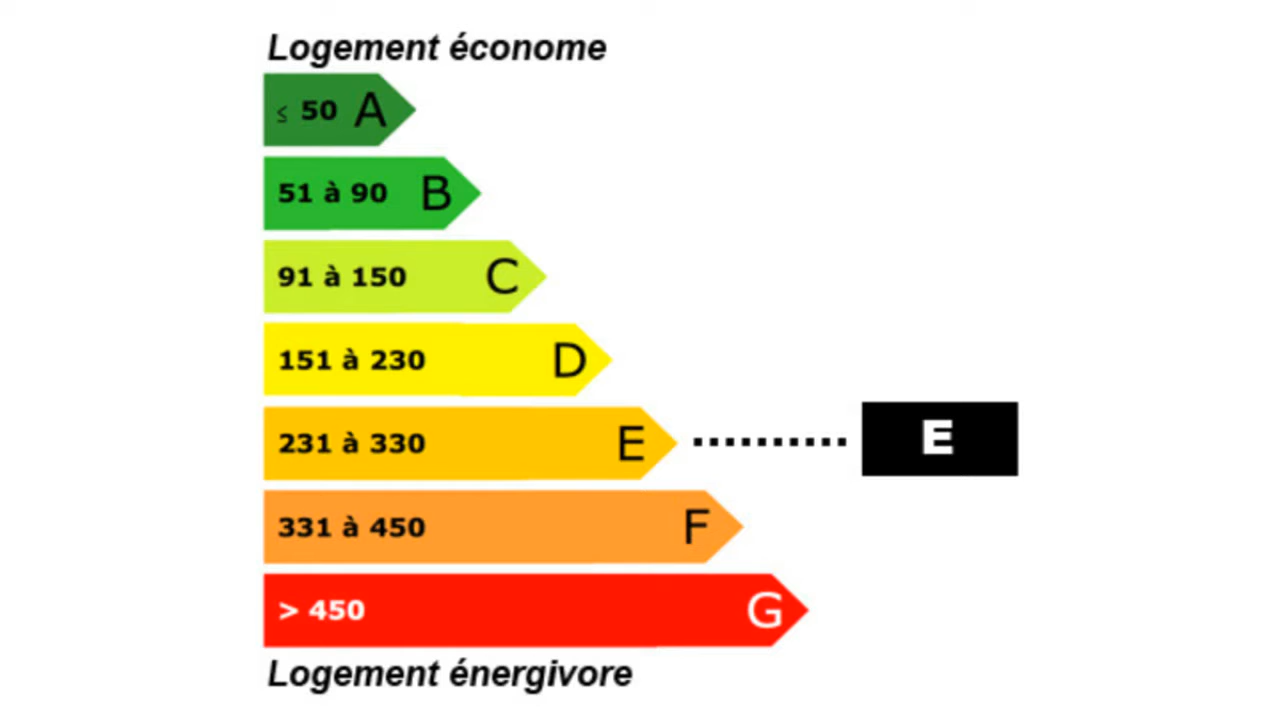 Logement économe
≤ 50 A
51 à 90 B
91 à 150 C
151 à 230 D
231 à 330 E
E
331 à 450 F
> 450 G
Logement énergivore